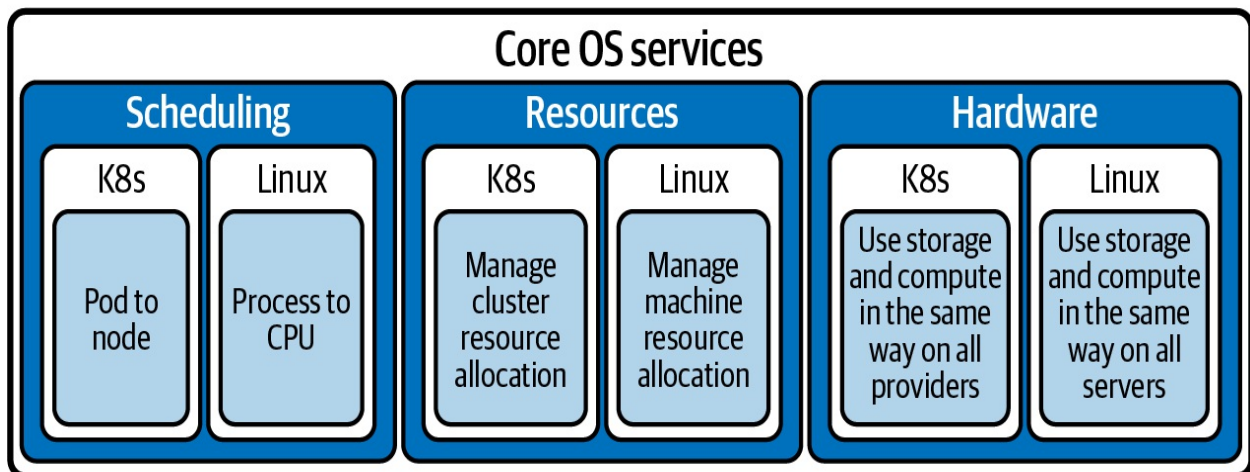 Core OS services
Scheduling
K8s
Pod to
node
Linux
Process to
CPU
Resources
K8s
Manage
cluster
resource
allocation
Linux
Manage
machine
resource
allocation
Hardware
K8s
Use storage
and compute
in the same
way on all
providers
Linux
Use storage
and compute
in the same
way on all
servers